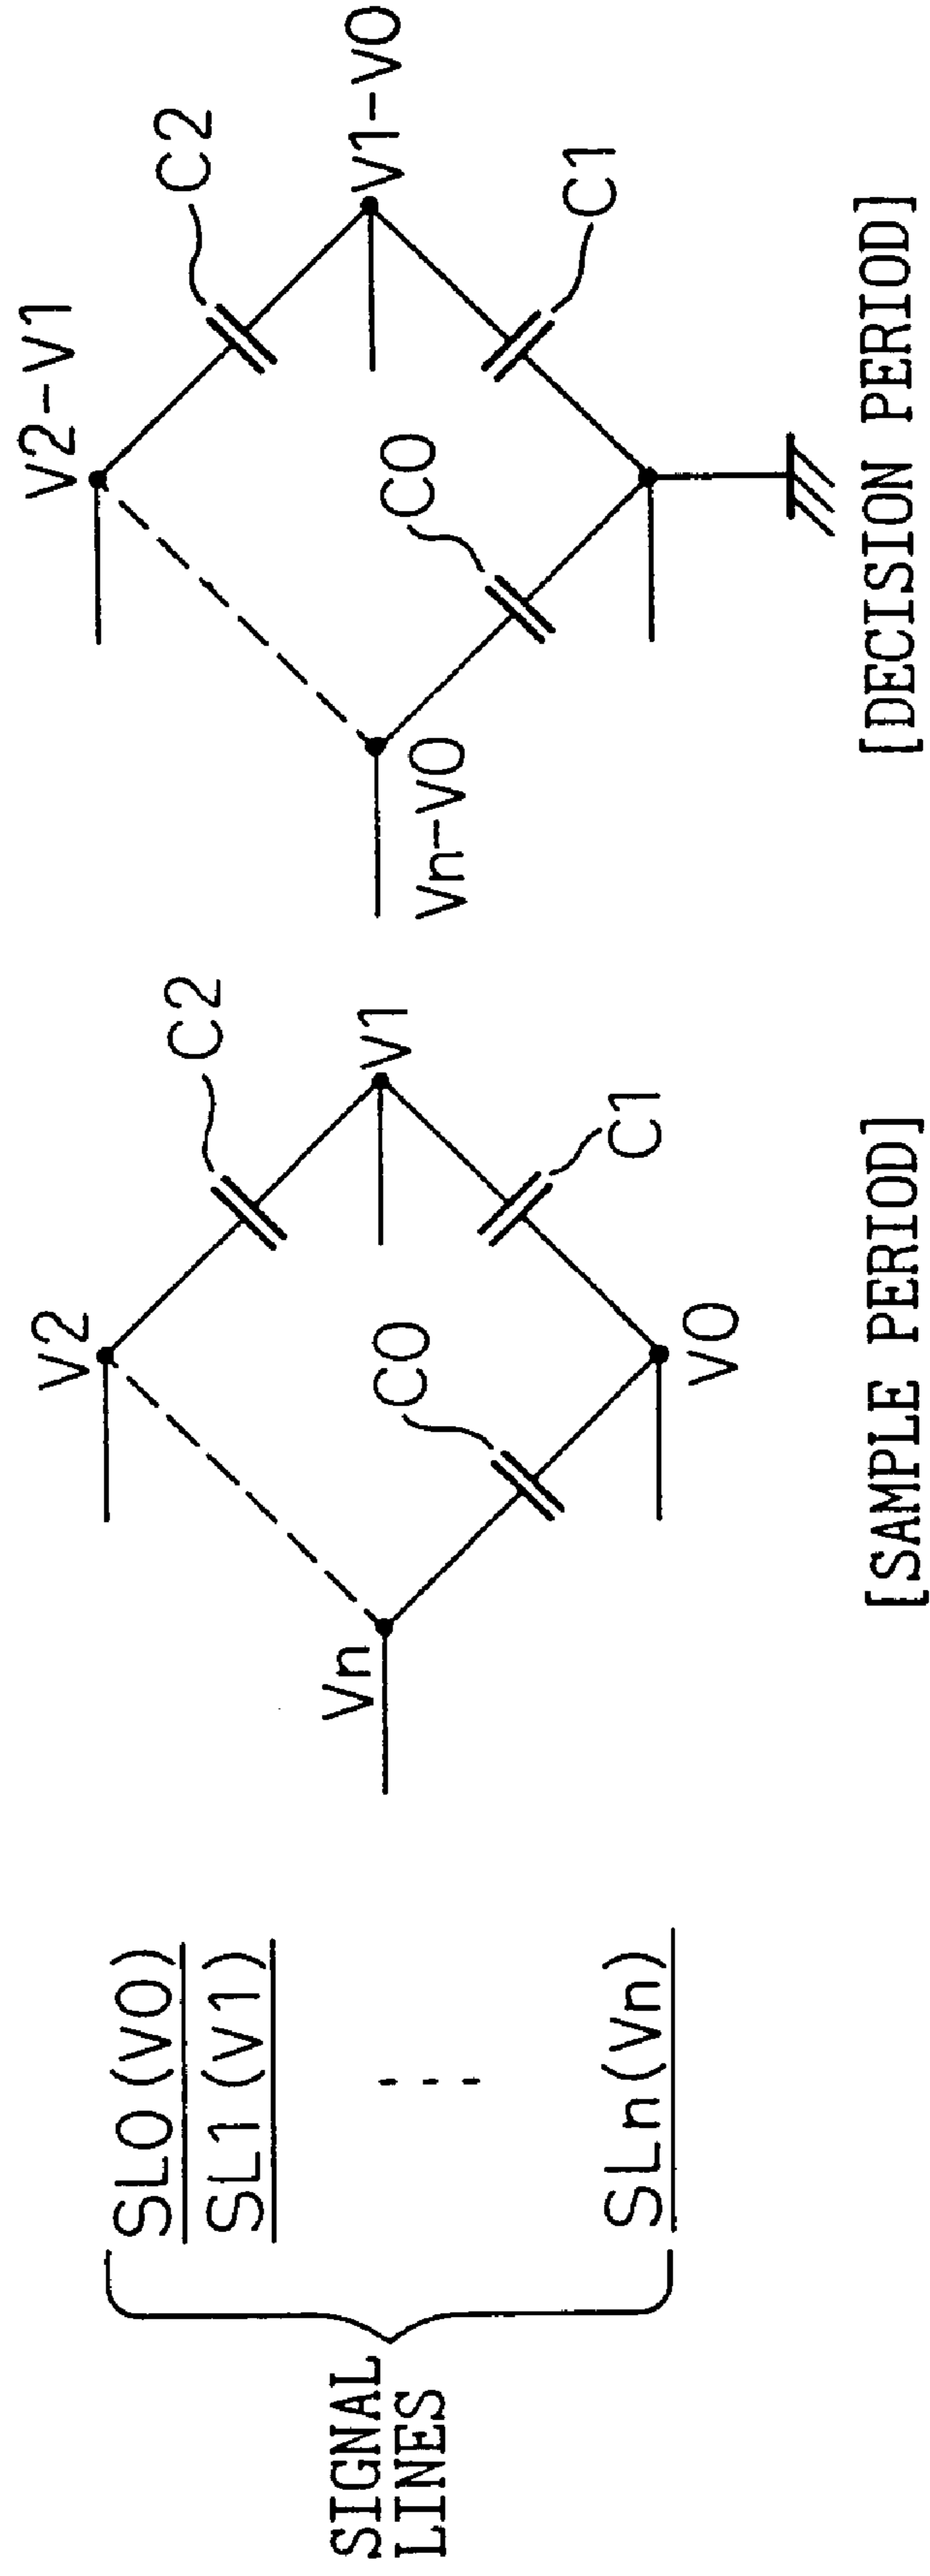 SIGNAL
LINES
SL0 (V0)
SL1 (V1)
SLn (Vn)
V2
C2
V1
C0
C1
Vn
V0
[SAMPLE PERIOD]
V2-V1
C2
V1-V0
C0
C1
Vn-V0
[DECISION PERIOD]